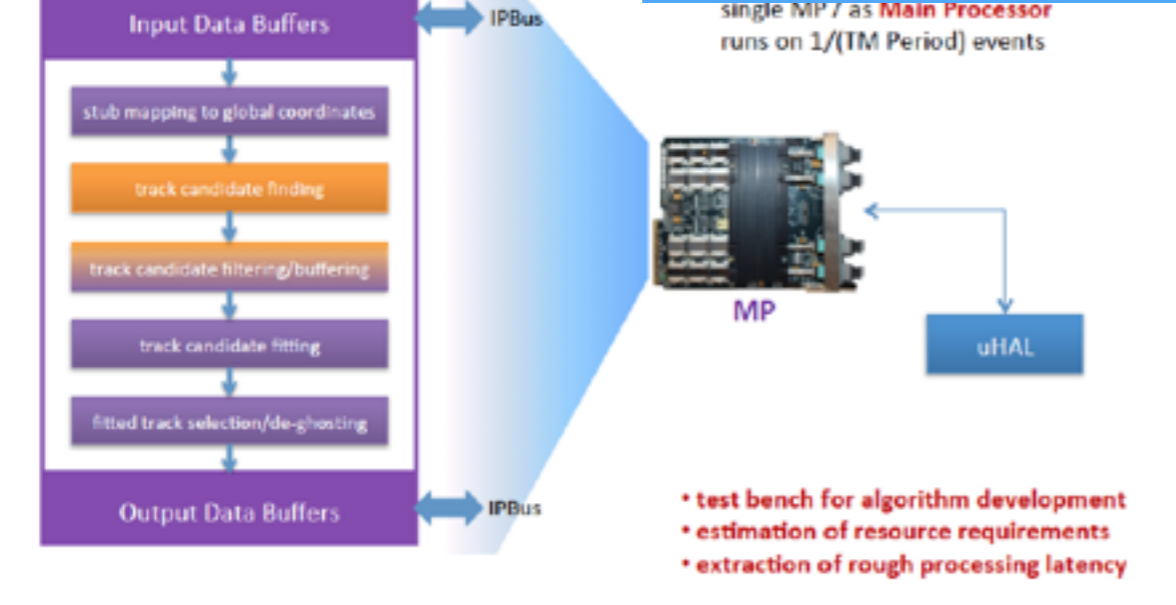 Input Data Buffers
IPBus
single MP7 as Main Processor
runs on 1/(TM Period) events
stub mapping to global coordinates
track candidate finding
track candidate filtering/buffering
track candidate fitting
fitted track selection/de-ghosting
MP
uHAL
Output Data Buffers
IPBus
• test bench for algorithm development
• estimation of resource requirements
• extraction of rough processing latency